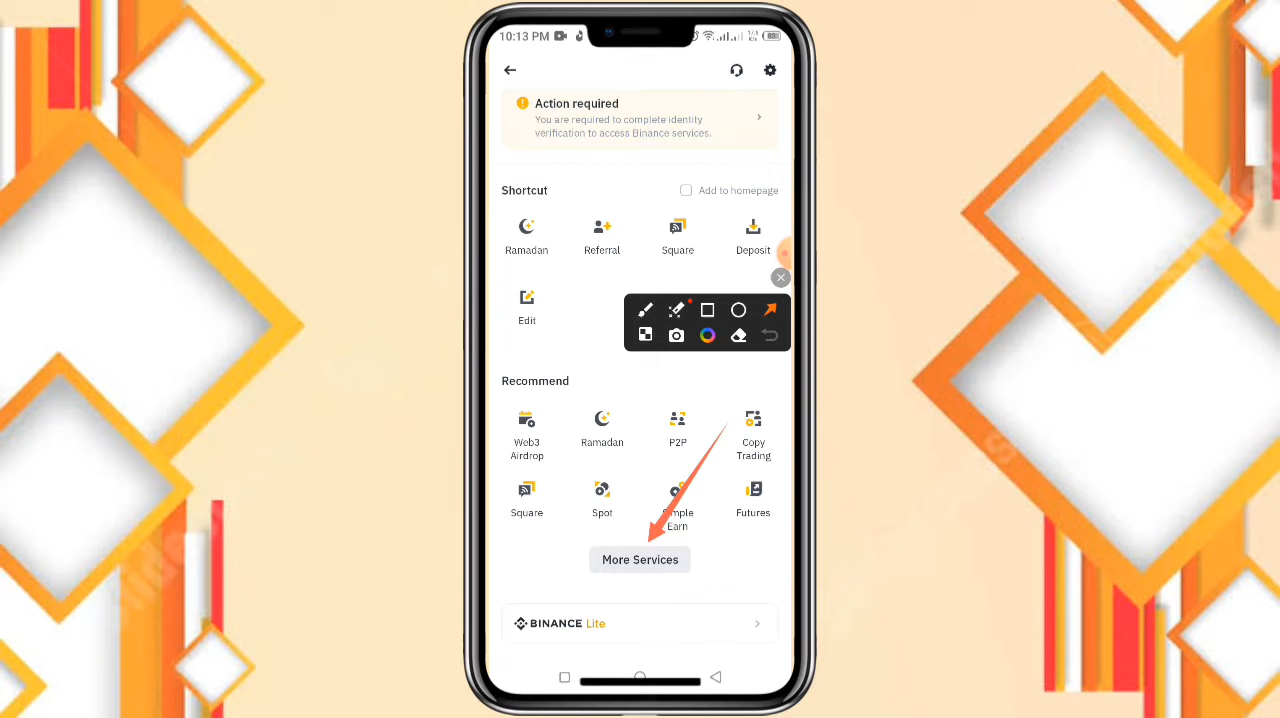 10:13 PM
Action required
You are required to complete identity
verification to access Binance services.
Shortcut
Add to homepage
Ramadan
Referral
Square
Deposit
Edit
Recommend
Web3
Airdrop
Ramadan
P2P
Copy
Trading
Square
Spot
Simple
Earn
Futures
More Services
BINANCE Lite